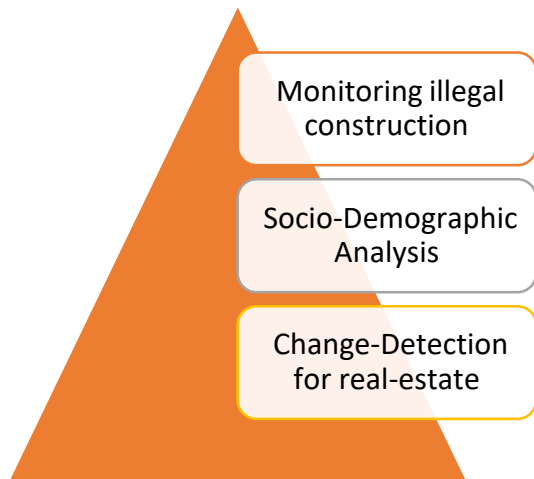 Monitoring illegal
construction
Socio-Demographic
Analysis
Change-Detection
for real-estate